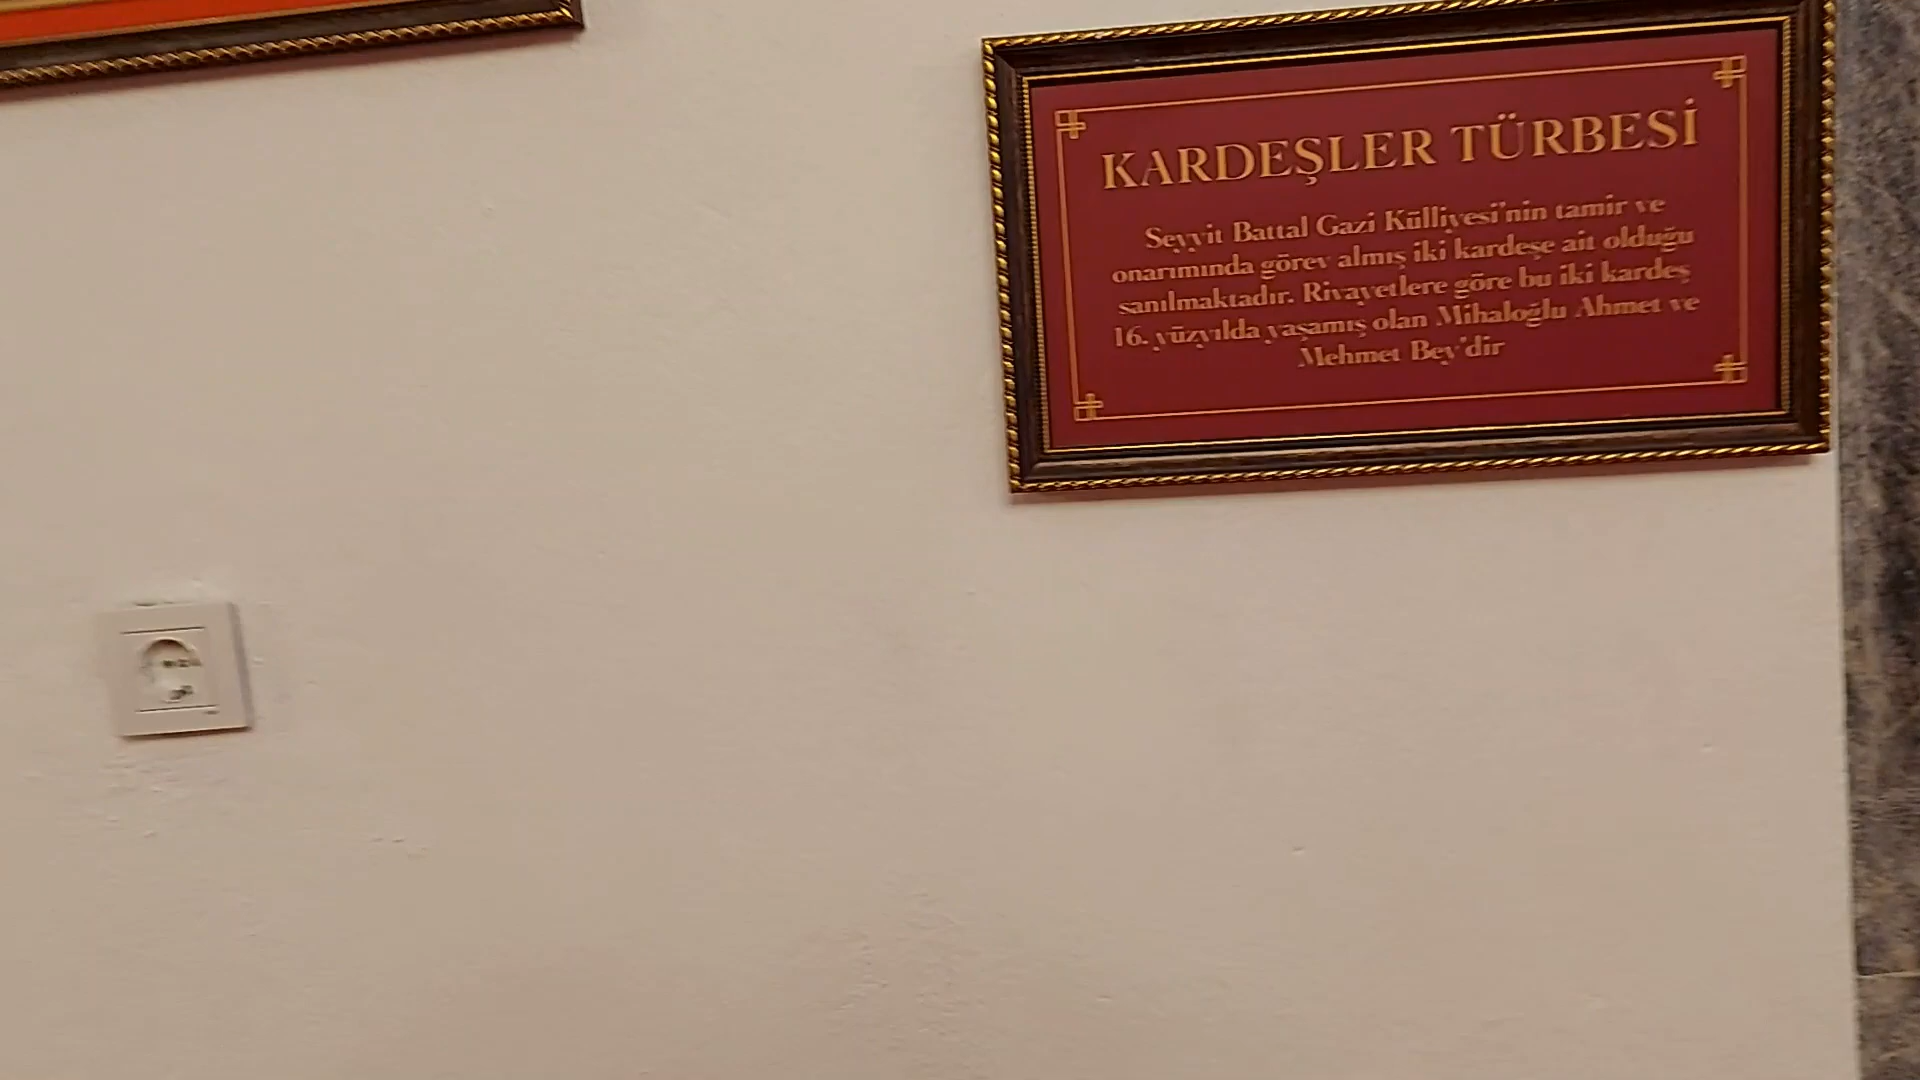 KARDEŞLER TÜRBESİ
Seyyit Battal Gazi Külliyesi'nin tamir ve
onarımında görev almış iki kardeşe ait olduğu
sanılmaktadır. Rivayetlere göre bu iki kardeş
16. yüzyılda yaşamış olan Mihaloğlu Ahmet ve
Mehmet Bey'dir